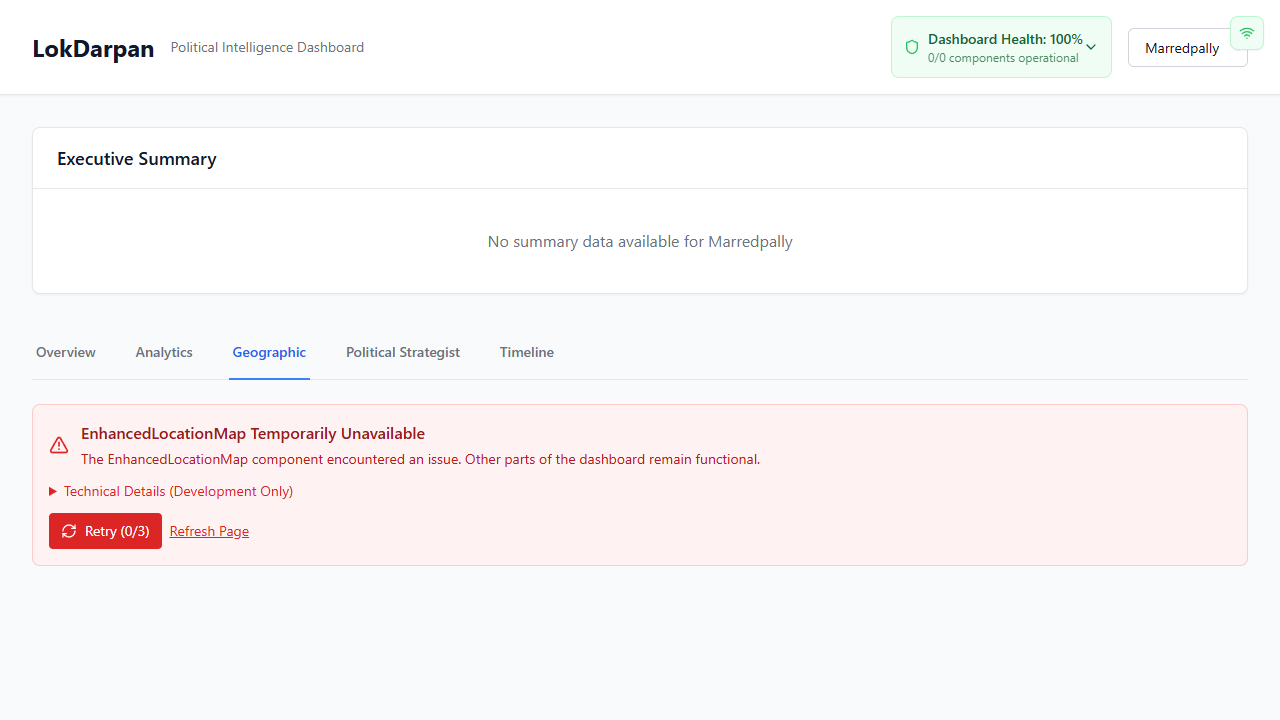 LokDarpan
Political Intelligence Dashboard
Dashboard Health: 100%
0/0 components operational
Marredpally
Executive Summary
No summary data available for Marredpally
Overview
Analytics
Geographic
Political Strategist
Timeline
EnhancedLocationMap Temporarily Unavailable
The EnhancedLocationMap component encountered an issue. Other parts of the dashboard remain functional.
Technical Details (Development Only)
Retry (0/3)
Refresh Page